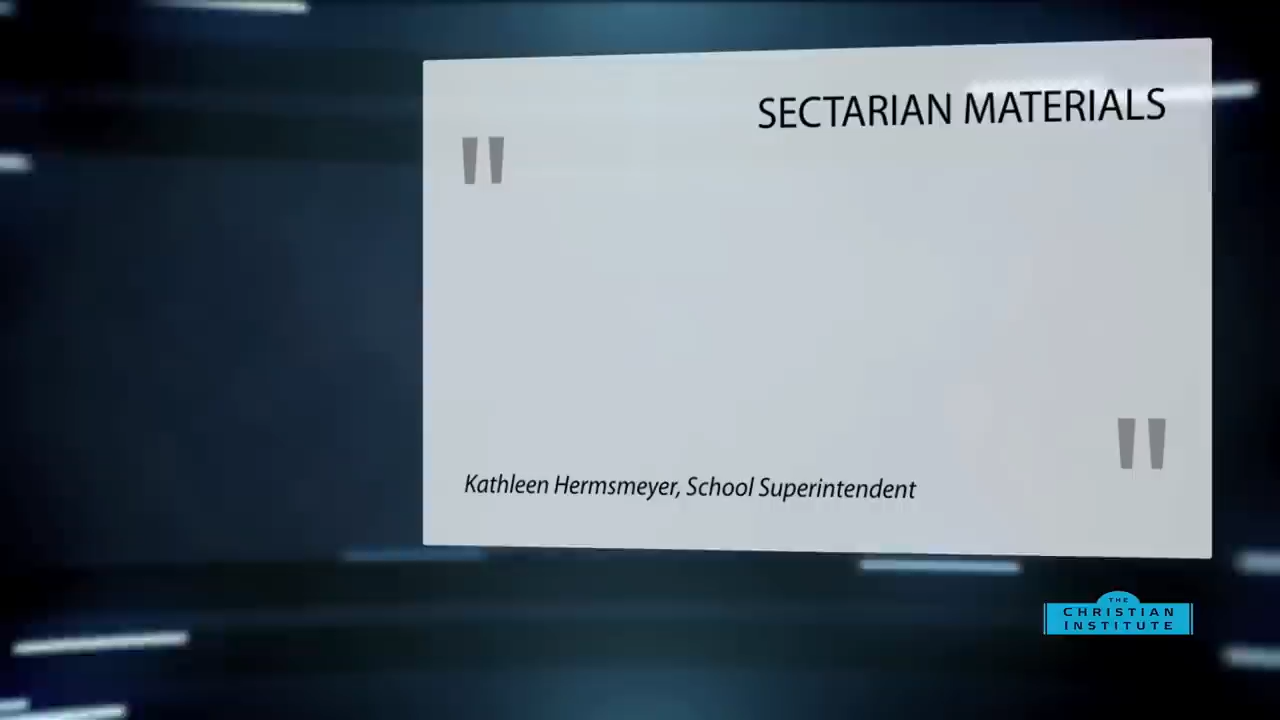 SECTARIAN MATERIALS
"
"
Kathleen Hermsmeyer, School Superintendent
THE
CHRISTIAN
INSTITUTE